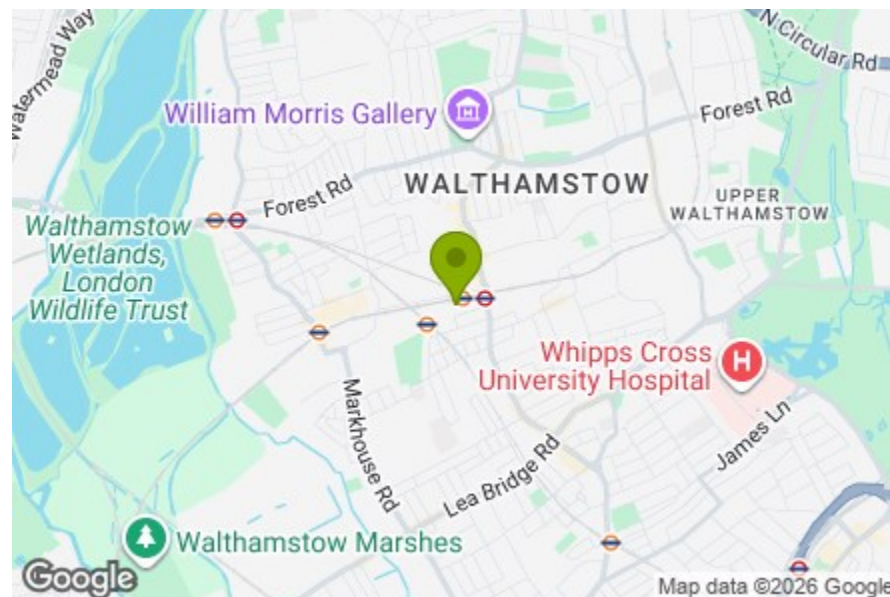 Watermead Way
N Circular Rd
William Morris Gallery
Forest Rd
Forest Rd
WALTHAMSTOW
UPPER
WALTHAMSTOW
Walthamstow
Wetlands,
London
Wildlife Trust
Whipps Cross
University Hospital
H
Markhouse Rd
James Ln
Lea Bridge Rd
Walthamstow Marshes
Google
Map data ©2026 Google